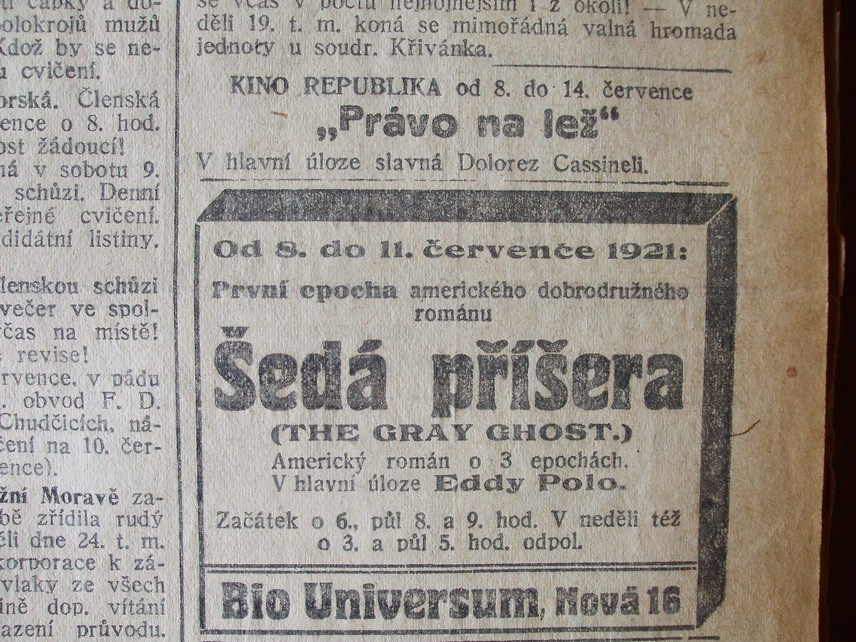 čapky a do-
olokrojů mužů
Kdož by se ne-
cvičení.
orská. Členská
ence o 8. hod.
ost žádoucí!
ná v sobotu 9.
schůzi. Denní
eřejné cvičení.
didátní listiny.
lenskou schůzi
večer ve spol-
včas na místě!
revise!
rvence, v pádu
obvod F. D.
Chudčicích, ná-
čení na 10. čer-
ence).
žní Moravě za-
bě zřídila rudý
ěli dne 24. t. m.
korporace k zá-
vlaky ze všech
ině dop. vítání
azení průvodu.
se včas v počtu nejhojnějším i z okolí! — V ne-
děli 19. t. m. koná se mimořádná valná hromada
jednoty u soudr. Křivánka.
KINO REPUBLIKA od 8. do 14. července
„Právo na lež“
V hlavní úloze slavná Dolorez Cassineli.
Od 8. do 11. července 1921:
První epocha amerického dobrodružného
románu
Šedá příšera
(THE GRAY GHOST.)
Americký román o 3 epochách.
V hlavní úloze Eddy Polo.
Začátek o 6., půl 8. a 9. hod. V neděli též
o 3. a půl 5. hod. odpol.
Bio Universum, Nová 16